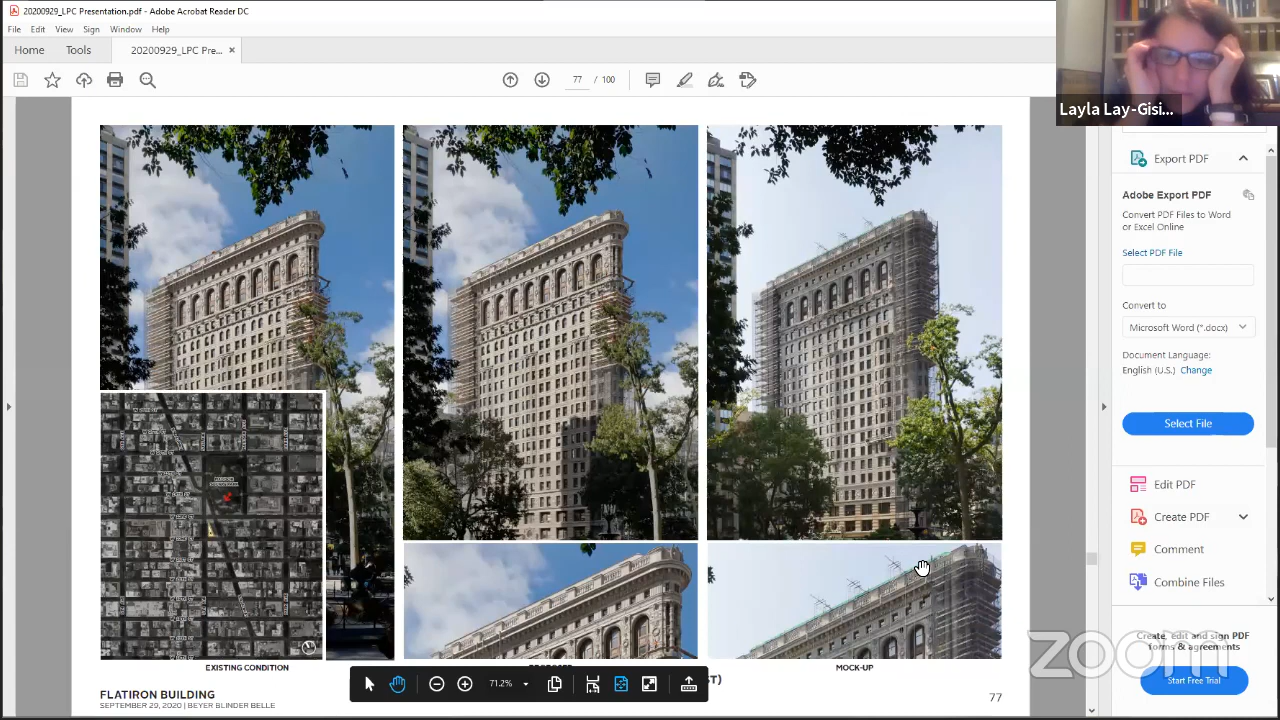 20200929_LPC Presentation.pdf - Adobe Acrobat Reader DC
File Edit View Sign Window Help
Home Tools 20200929_LPC Pre... ×
77 / 100
Layla Lay-Gisi...
Export PDF
Adobe Export PDF
Convert PDF Files to Word
or Excel Online
Select PDF File
Convert to
Microsoft Word (*.docx)
Document Language:
English (U.S.) Change
Select File
Edit PDF
Create PDF
Comment
Combine Files
Create, edit and sign PDF
forms & agreements
Start Free Trial
zoom
EXISTING CONDITION
MOCK-UP
71.2%
FLATIRON BUILDING
SEPTEMBER 29, 2020 | BEYER BLINDER BELLE
77